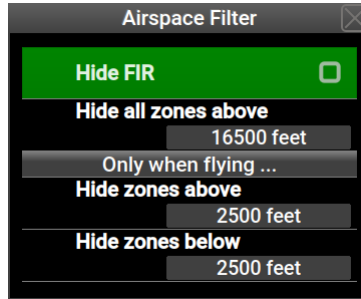 Airspace Filter
Hide FIR
Hide all zones above
16500 feet
Only when flying ...
Hide zones above
2500 feet
Hide zones below
2500 feet